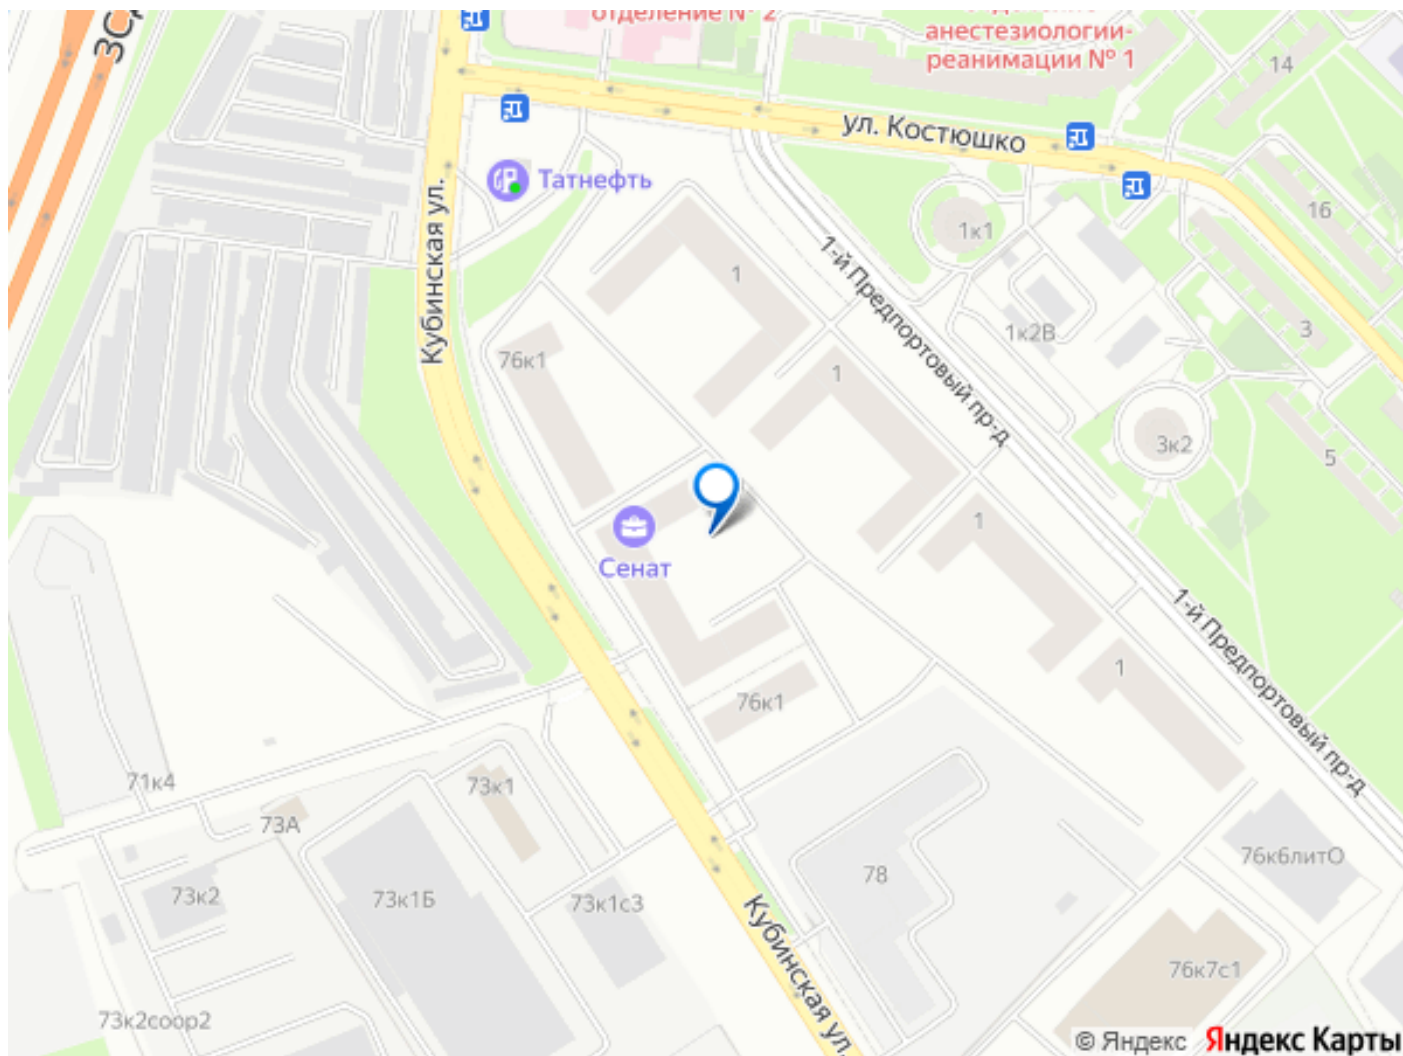 отделение № 2
анестезиологии-
реанимации № 1
14
ул. Костюшко
Татнефть
16
1к1
Кубинская ул.
1
1-й Предпортовый пр-д
1к2В
3
76к1
1
3к2
5
1
Сенат
1-й Предпортовый пр-д
1
76к1
71к4
73к1
73А
76к6литО
78
73к2
73к1Б
73к1с3
Кубинская ул.
76к7с1
73к2соор2
© Яндекс Яндекс Карты